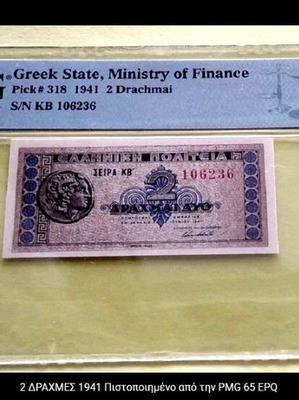 Greek State, Ministry of Finance
Pick# 318 1941 2 Drachmai
S/N KB 106236
ΕΛΛΗΝΙΚΗ ΠΟΛΙΤΕΙΑ
ΣΕΙΡΑ ΚΒ
2
106236
ΔΡΑΧΜΑΙ ΔΥΟ
2 ΔΡΑΧΜΕΣ 1941 Πιστοποιημένο από την PMG 65 EPQ